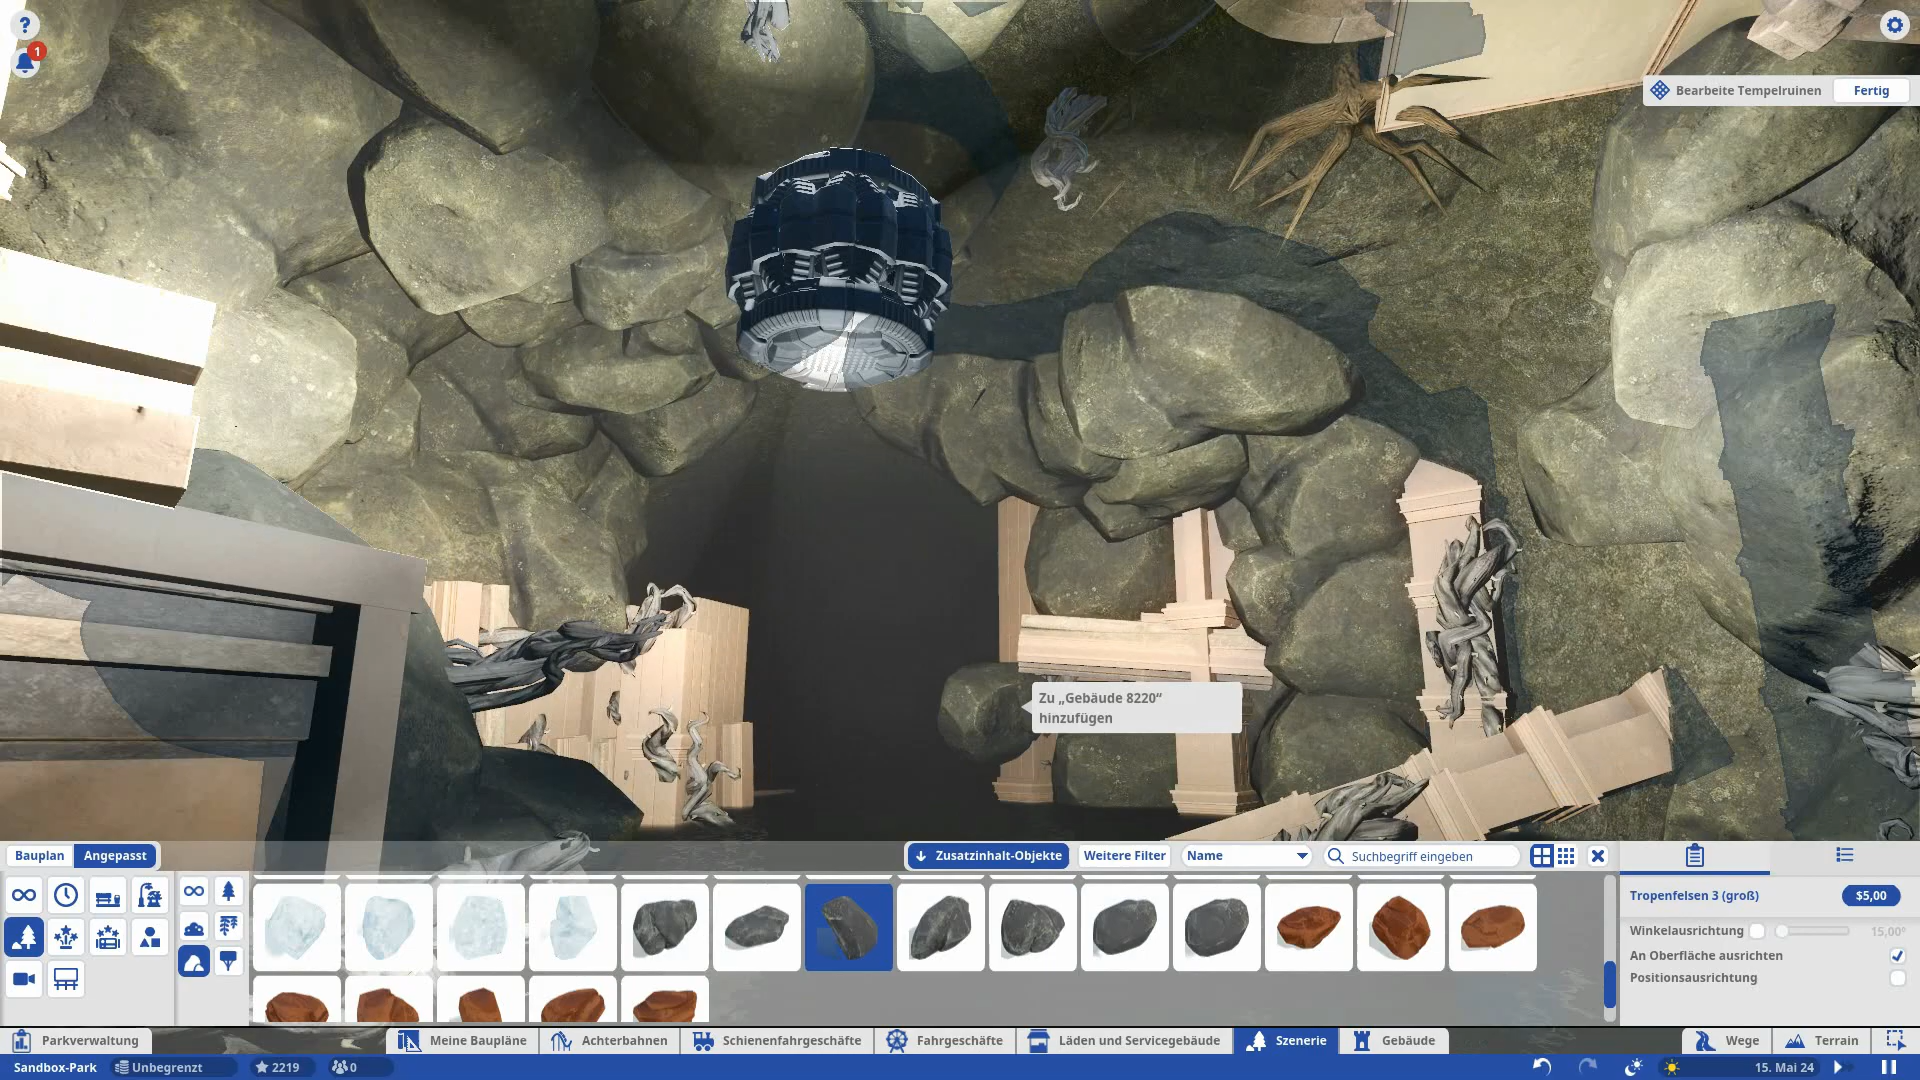 ?
1
Bearbeite Tempelruinen
Fertig
Zu „Gebäude 8220“
hinzufügen
Bauplan
Angepasst
Zusatzinhalt-Objekte
Weitere Filter
Name
Suchbegriff eingeben
Tropenfelsen 3 (groß)
$5,00
Winkelausrichtung
15,00°
An Oberfläche ausrichten
Positionsausrichtung
Parkverwaltung
Meine Baupläne
Achterbahnen
Schienenfahrgeschäfte
Fahrgeschäfte
Läden und Servicegebäude
Szenerie
Gebäude
Wege
Terrain
Sandbox-Park
Unbegrenzt
2219
0
15. Mai 24